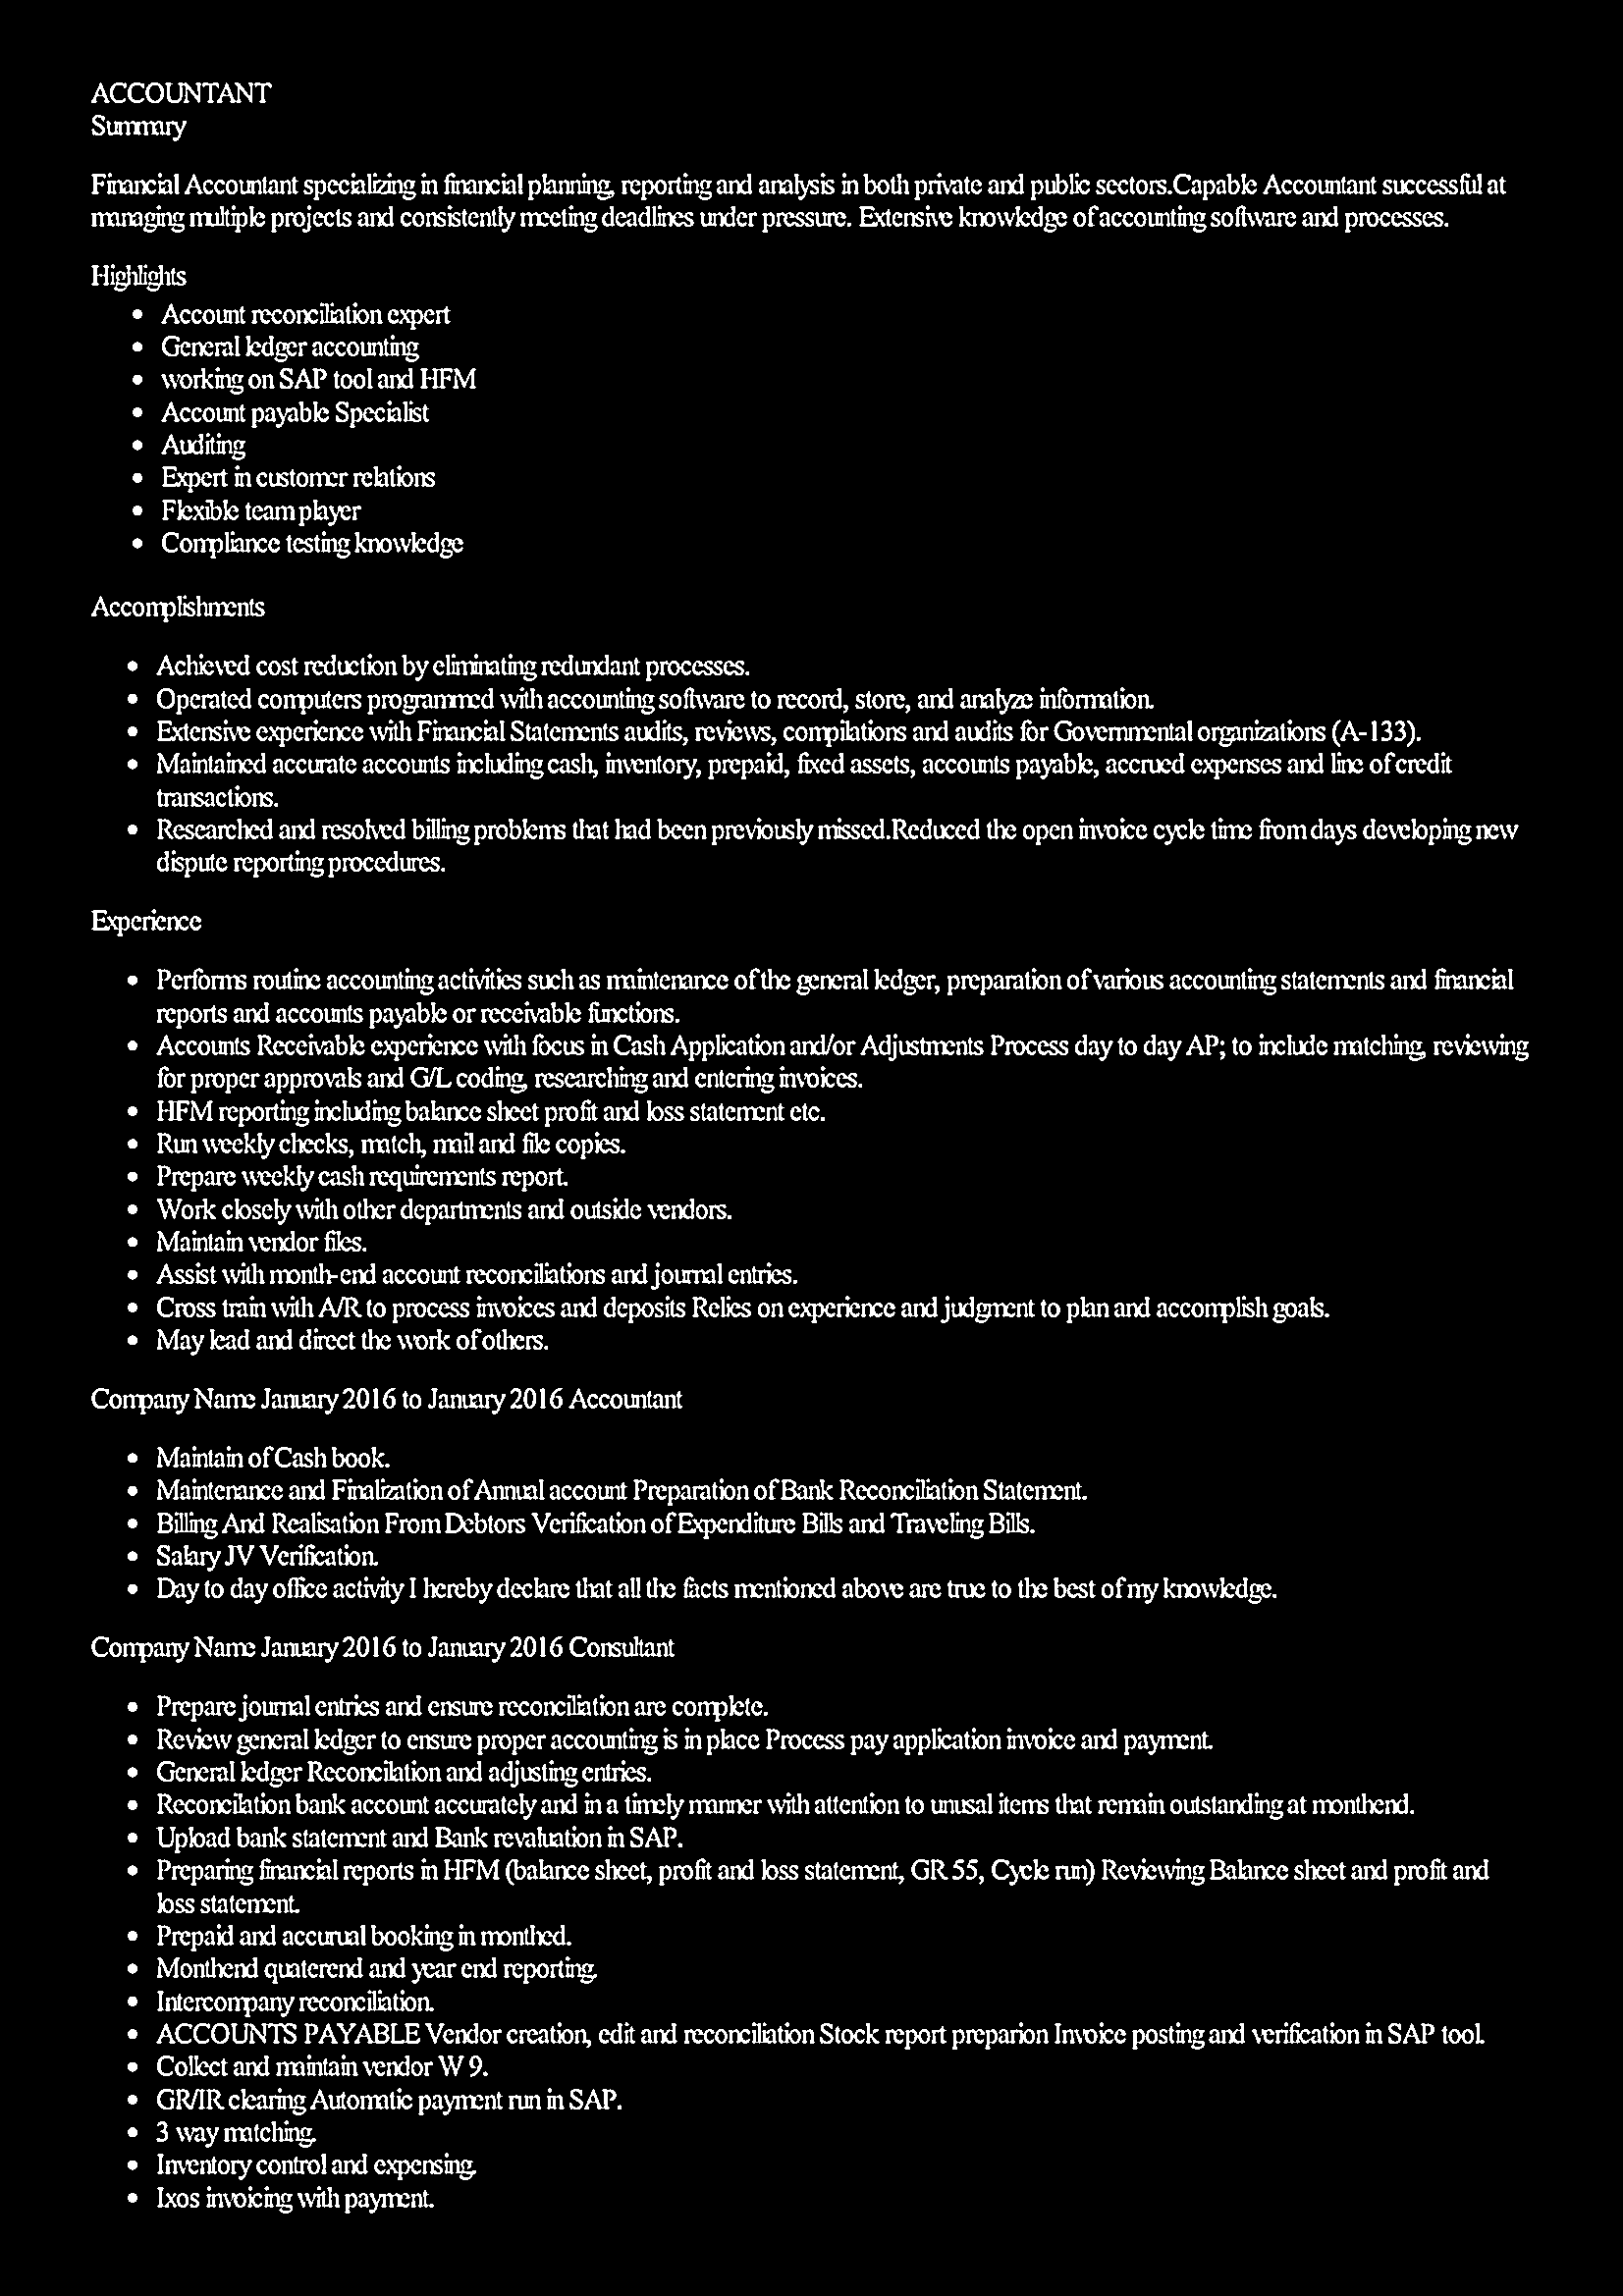 ACCOUNTANT
Summary
Financial Accountant specializing in financial planning, reporting and analysis in both private and public sectors.Capable Accountant successful at
managing multiple projects and consistently meeting deadlines under pressure. Extensive knowledge of accounting software and processes.
Highlights
• Account reconciliation expert
• General ledger accounting
• working on SAP tool and HFM
• Account payable Specialist
• Auditing
• Expert in customer relations
• Flexible team player
• Compliance testing knowledge
Accomplishments
• Achieved cost reduction by eliminating redundant processes.
• Operated computers programmed with accounting software to record, store, and analyze information.
• Extensive experience with Financial Statements audits, reviews, compilations and audits for Governmental organizations (A-133).
• Maintained accurate accounts including cash, inventory, prepaid, fixed assets, accounts payable, accrued expenses and line of credit
transactions.
• Researched and resolved billing problems that had been previously missed.Reduced the open invoice cycle time from days developing new
dispute reporting procedures.
Experience
• Performs routine accounting activities such as maintenance of the general ledger, preparation of various accounting statements and financial
reports and accounts payable or receivable functions.
• Accounts Receivable experience with focus in Cash Application and/or Adjustments Process day to day AP; to include matching, reviewing
for proper approvals and G/L coding, researching and entering invoices.
• HFM reporting including balance sheet profit and loss statement etc.
• Run weekly checks, match, mail and file copies.
• Prepare weekly cash requirements report.
• Work closely with other departments and outside vendors.
• Maintain vendor files.
• Assist with month-end account reconciliations and journal entries.
• Cross train with A/R to process invoices and deposits Relies on experience and judgment to plan and accomplish goals.
• May lead and direct the work of others.
Company Name January 2016 to January 2016 Accountant
• Maintain of Cash book.
• Maintenance and Finalization of Annual account Preparation of Bank Reconciliation Statement.
• Billing And Realisation From Debtors Verification of Expenditure Bills and Traveling Bills.
• Salary JV Verification.
• Day to day office activity I hereby declare that all the facts mentioned above are true to the best of my knowledge.
Company Name January 2016 to January 2016 Consultant
• Prepare journal entries and ensure reconciliation are complete.
• Review general ledger to ensure proper accounting is in place Process pay application invoice and payment.
• General ledger Reconcilation and adjusting entries.
• Reconcilation bank account accurately and in a timely manner with attention to unusal items that remain outstanding at monthend.
• Upload bank statement and Bank revaluation in SAP.
• Preparing financial reports in HFM (balance sheet, profit and loss statement, GR 55, Cycle run) Reviewing Balance sheet and profit and
loss statement.
• Prepaid and accurual booking in monthed.
• Monthend quaterend and year end reporting.
• Intercompany reconciliation.
• ACCOUNTS PAYABLE Vendor creation, edit and reconciliation Stock report preparion Invoice posting and verification in SAP tool.
• Collect and maintain vendor W 9.
• GR/IR clearing Automatic payment run in SAP.
• 3 way matching.
• Inventory control and expensing.
• Ixos invoicing with payment.